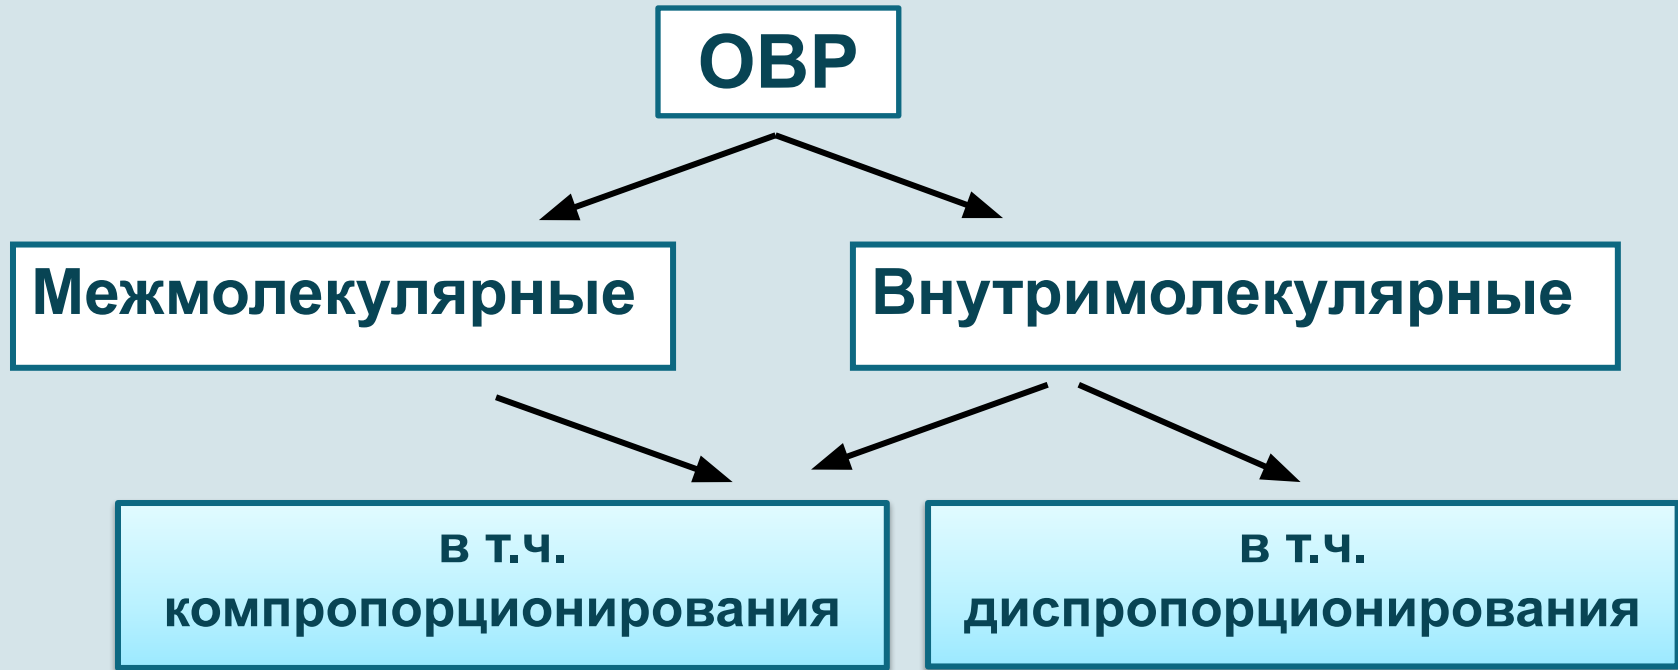 ОВР
Межмолекулярные
Внутримолекулярные
в т.ч.
компропорционирования
в т.ч.
диспропорционирования